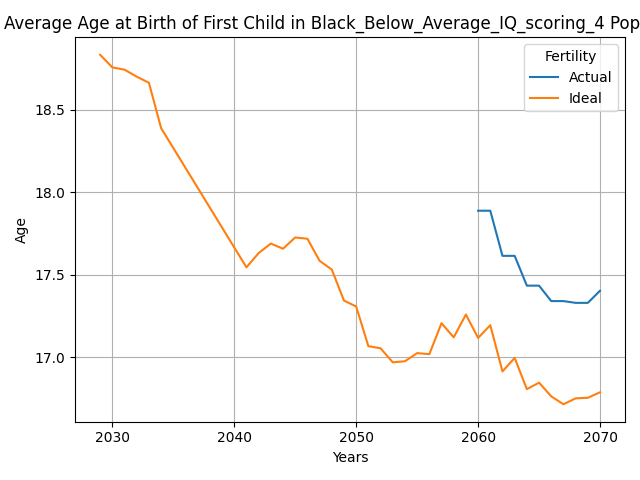 Average Age at Birth of First Child in Black_Below_Average_IQ_scoring_4 Pop
Fertility
Actual
Ideal
18.5
18.0
17.5
17.0
Age
2030 2040 2050 2060 2070
Years